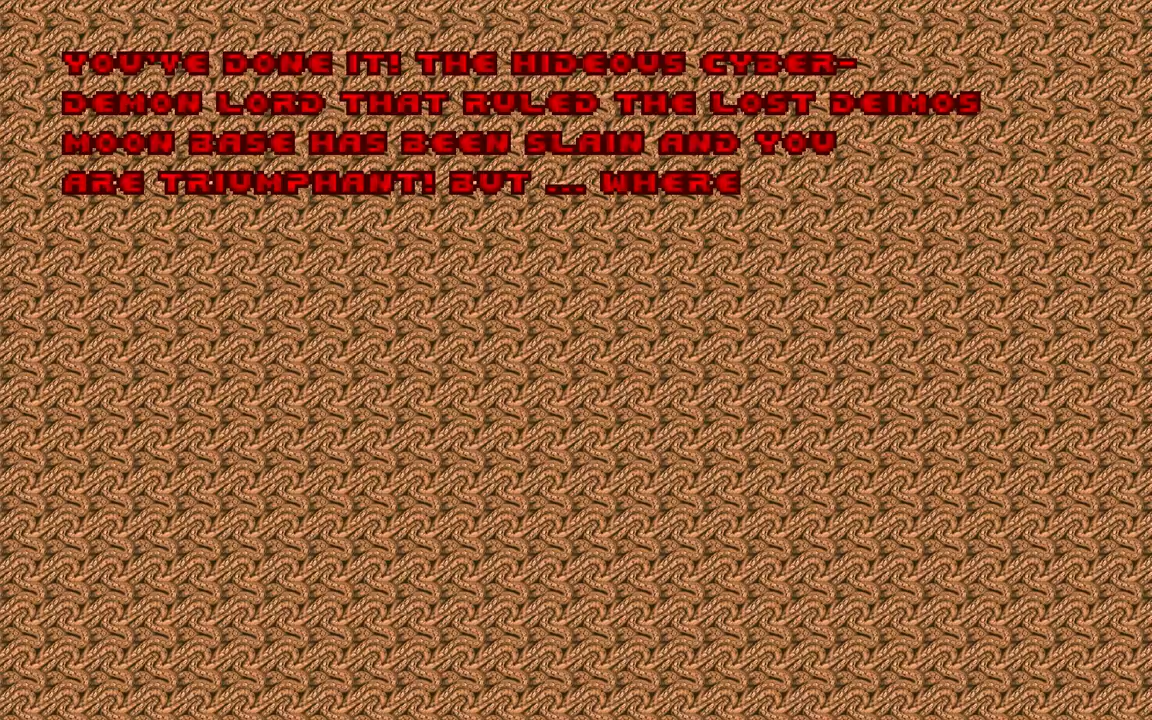 YOU'VE DONE IT! THE HIDEOUS CYBER-
DEMON LORD THAT RULED THE LOST DEIMOS
MOON BASE HAS BEEN SLAIN AND YOU
ARE TRIUMPHANT! BUT ... WHERE